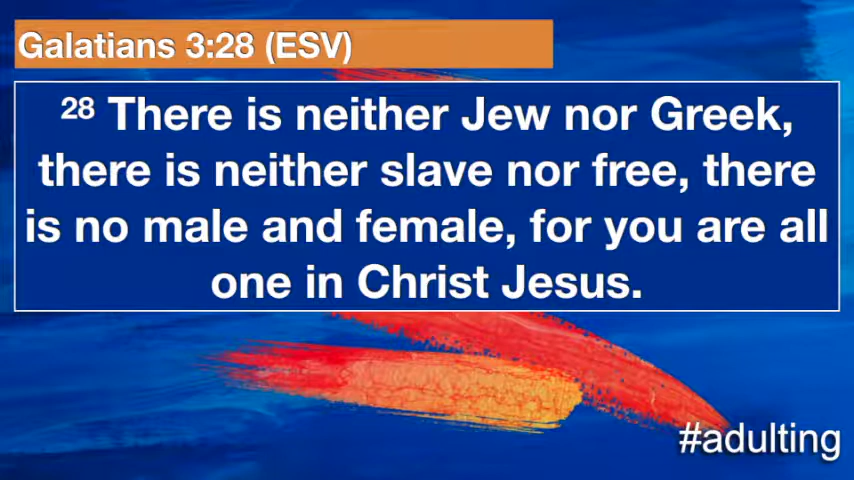 Galatians 3:28 (ESV)
28 There is neither Jew nor Greek,
there is neither slave nor free, there
is no male and female, for you are all
one in Christ Jesus.
#adulting